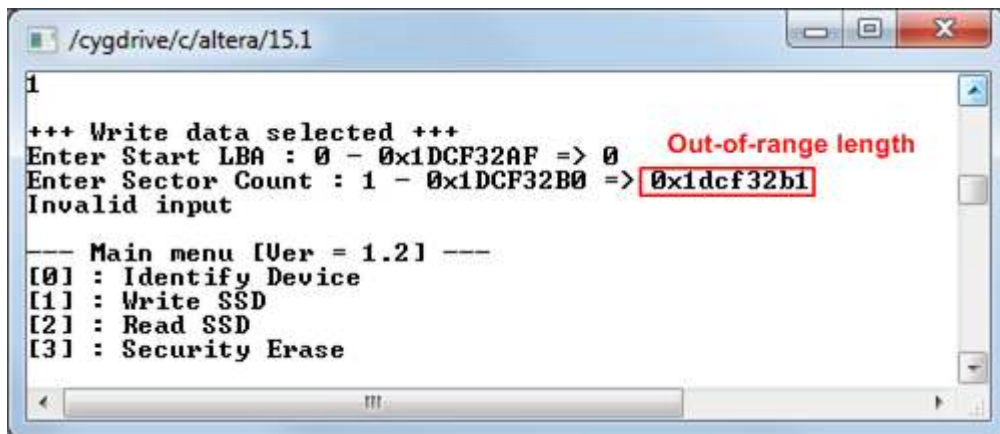 /cygdrive/c/altera/15.1
1
+++ Write data selected +++
Enter Start LBA : 0 - 0x1DCF32AF => 0
Out-of-range length
Enter Sector Count : 1 - 0x1DCF32B0 => 0x1dcf32b1
Invalid input
--- Main menu [Ver = 1.2] ---
[0] : Identify Device
[1] : Write SSD
[2] : Read SSD
[3] : Security Erase